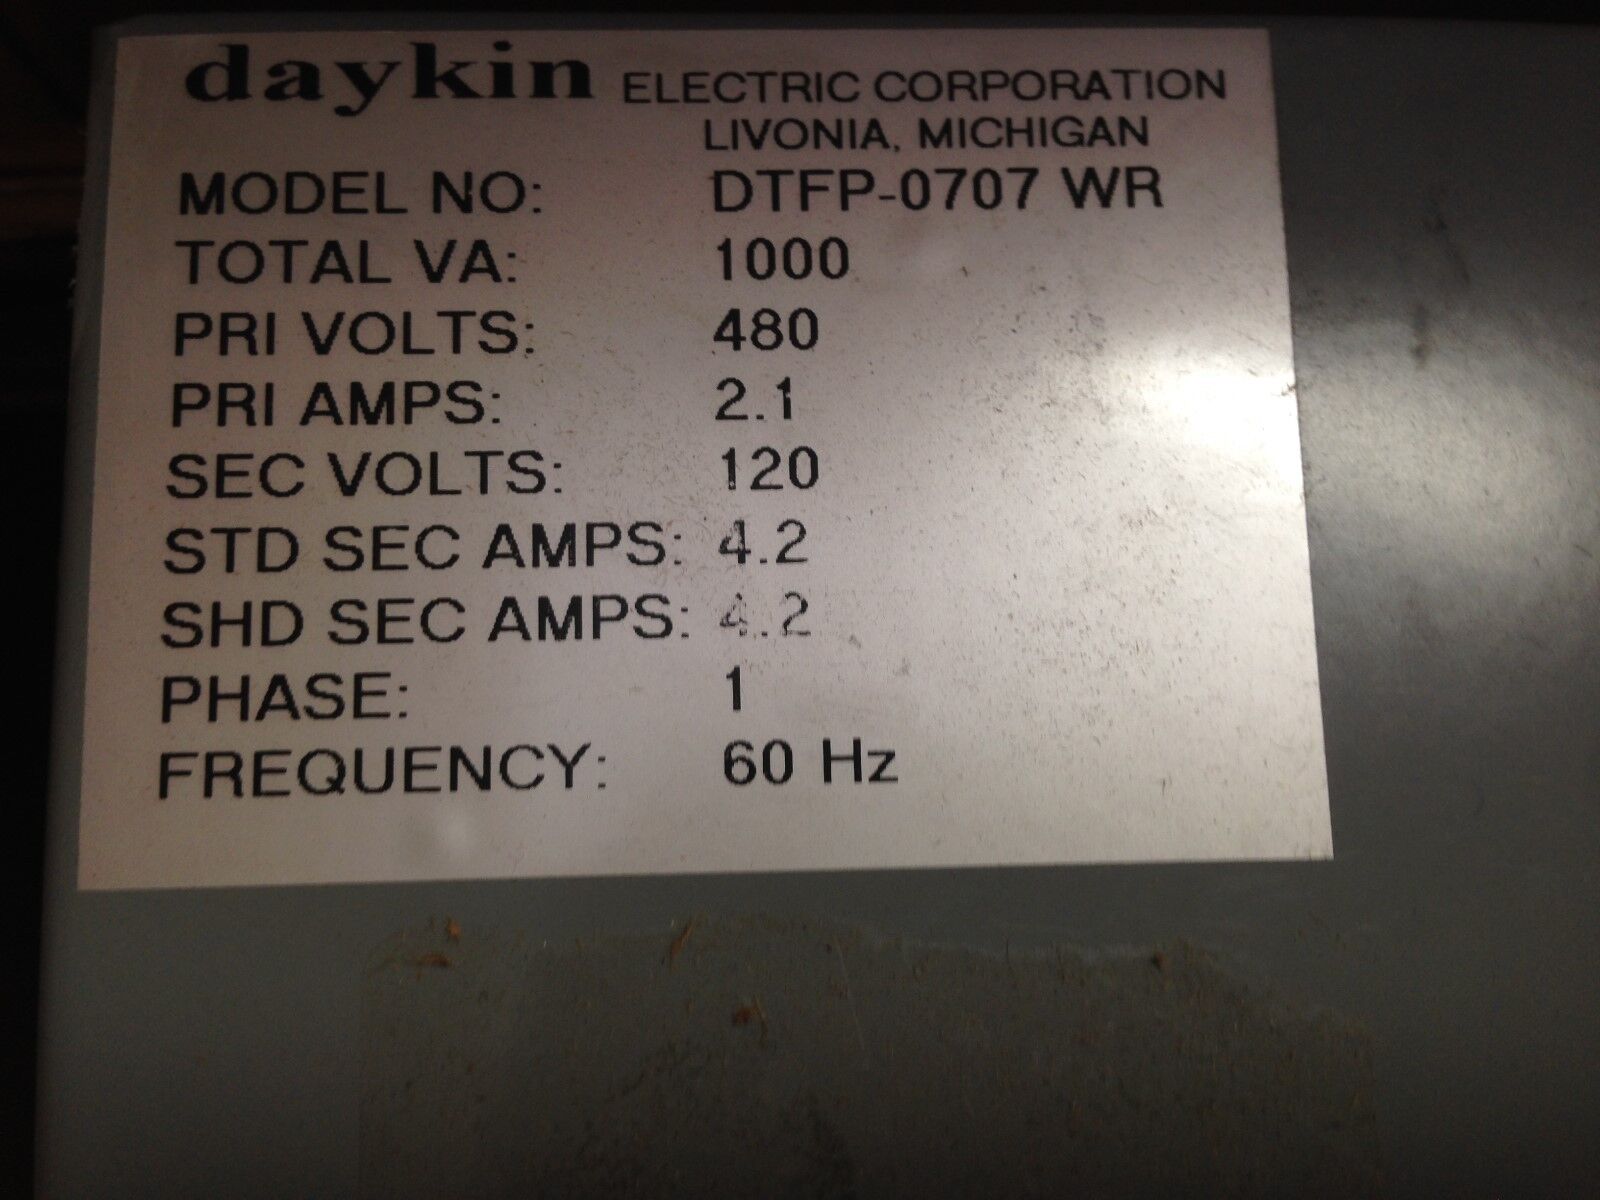 daykin ELECTRIC CORPORATION
LIVONIA, MICHIGAN
MODEL NO: DTFP-0707 WR
TOTAL VA: 1000
PRI VOLTS: 480
PRI AMPS: 2.1
SEC VOLTS: 120
STD SEC AMPS: 4.2
SHD SEC AMPS: 4.2
PHASE: 1
FREQUENCY: 60 Hz